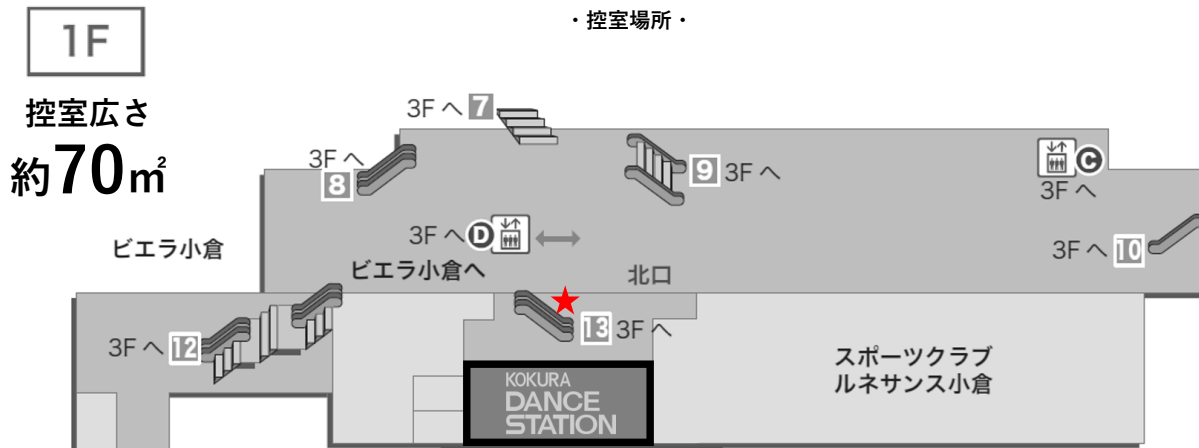 ・控室場所・
1F
控室広さ
約70㎡
3F へ 7
3F へ
8
9 3F へ
C
3F へ
3F へ D
3F へ 10
ビエラ小倉
ビエラ小倉へ
北口
13 3F へ
3F へ 12
スポーツクラブ
ルネサンス小倉
KOKURA
DANCE
STATION